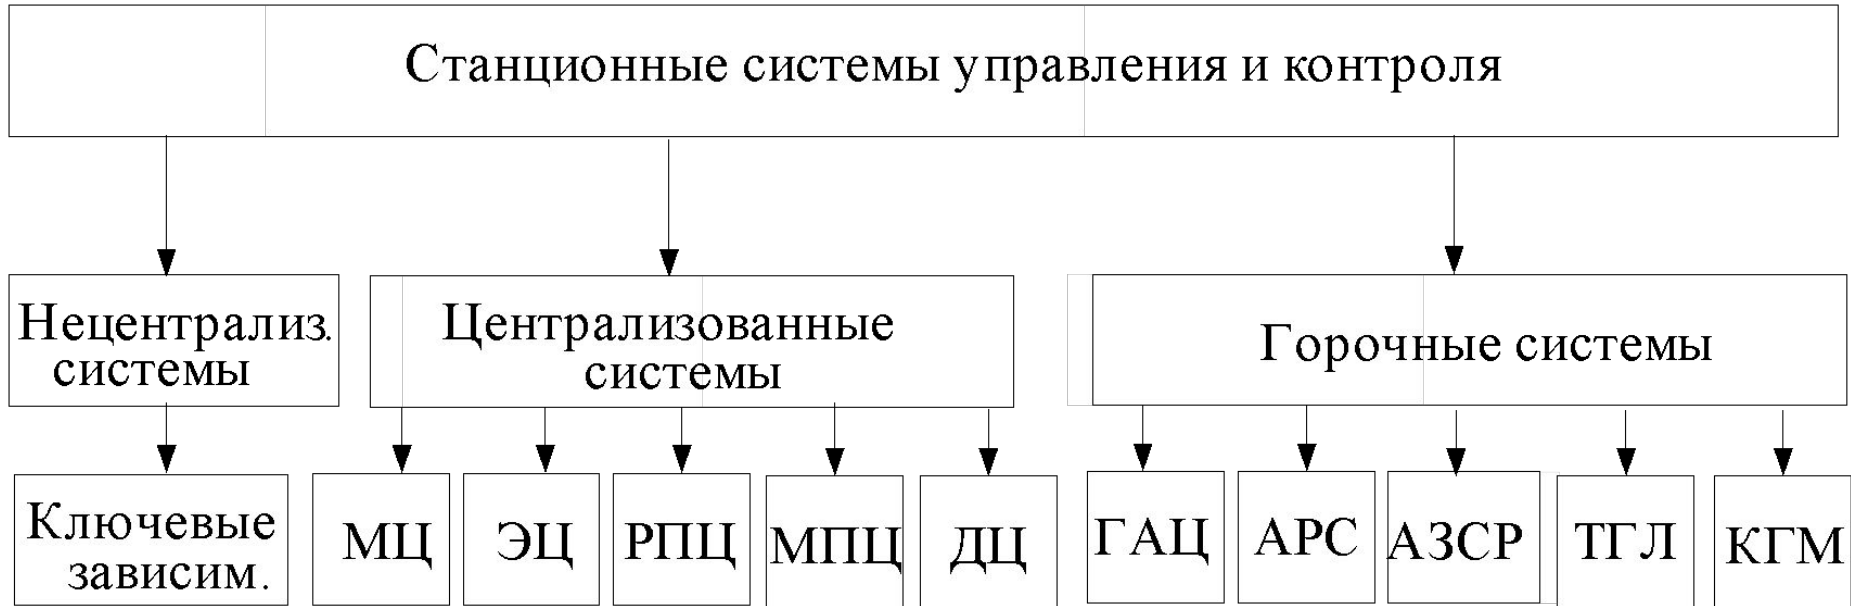 Станционные системы управления и контроля
Нецентрализ.
системы
Централизованные
системы
Горочные системы
Ключевые
зависим.
МЦ
ЭЦ
РПЦ
МПЦ
ДЦ
ГАЦ
АРС
АЗСР
ТГЛ
КГМ